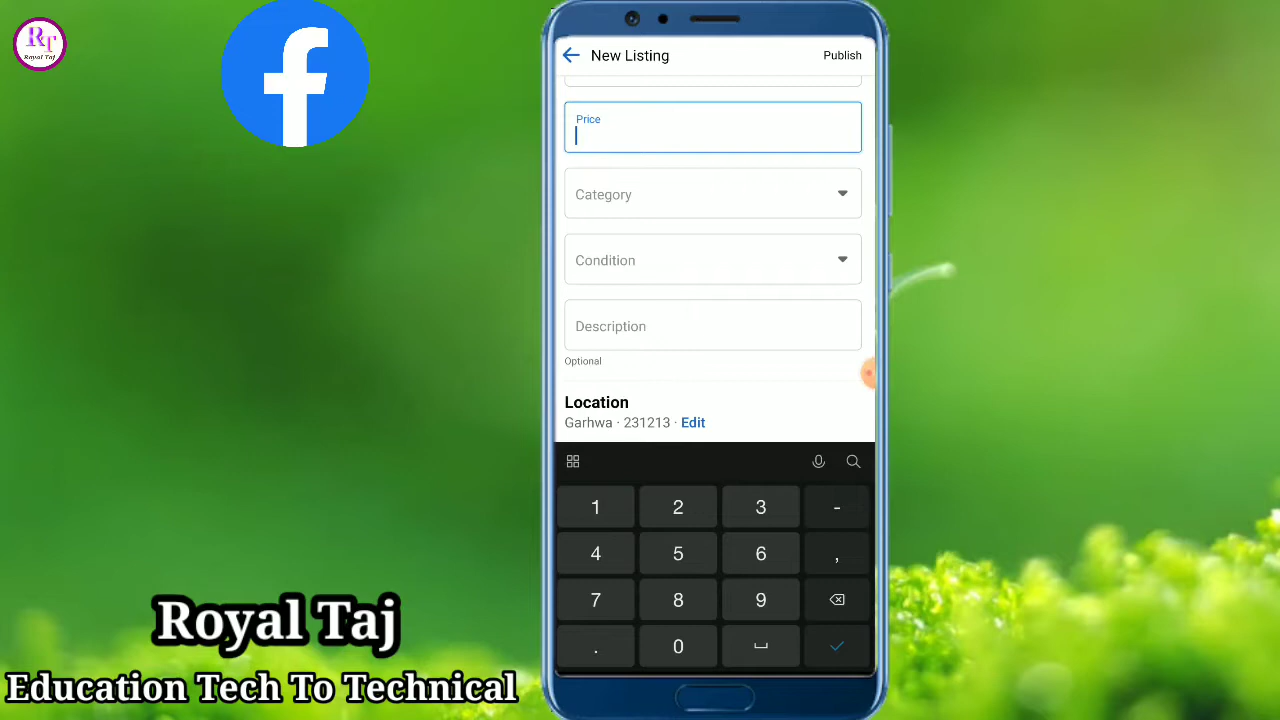 RT
Royal Taj
New Listing
Publish
Price
Category
Condition
Description
Optional
Location
Garhwa · 231213 · Edit
1 2 3 -
4 5 6 ,
7 8 9
. 0
Royal Taj
Education Tech To Technical